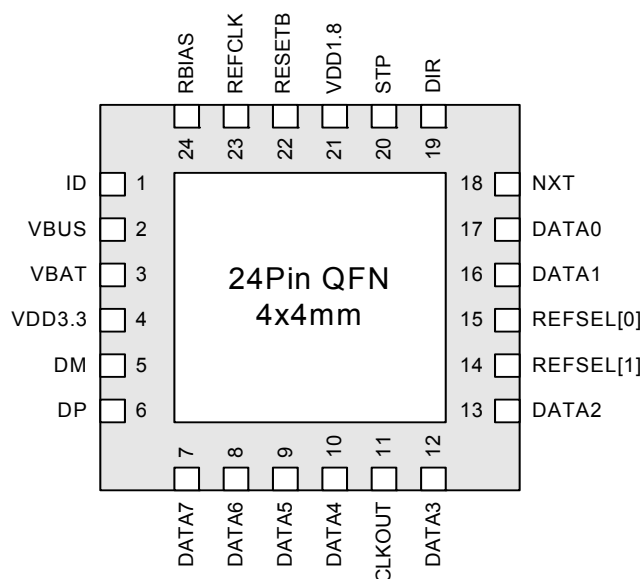 RBIAS
REFCLK
RESETB
VDD1.8
STP
DIR
24
23
22
21
20
19
ID 1
VBUS 2
VBAT 3
VDD3.3 4
DM 5
DP 6
24Pin QFN
4x4mm
18 NXT
17 DATA0
16 DATA1
15 REFSEL[0]
14 REFSEL[1]
13 DATA2
7
8
9
10
11
12
DATA7
DATA6
DATA5
DATA4
CLKOUT
DATA3